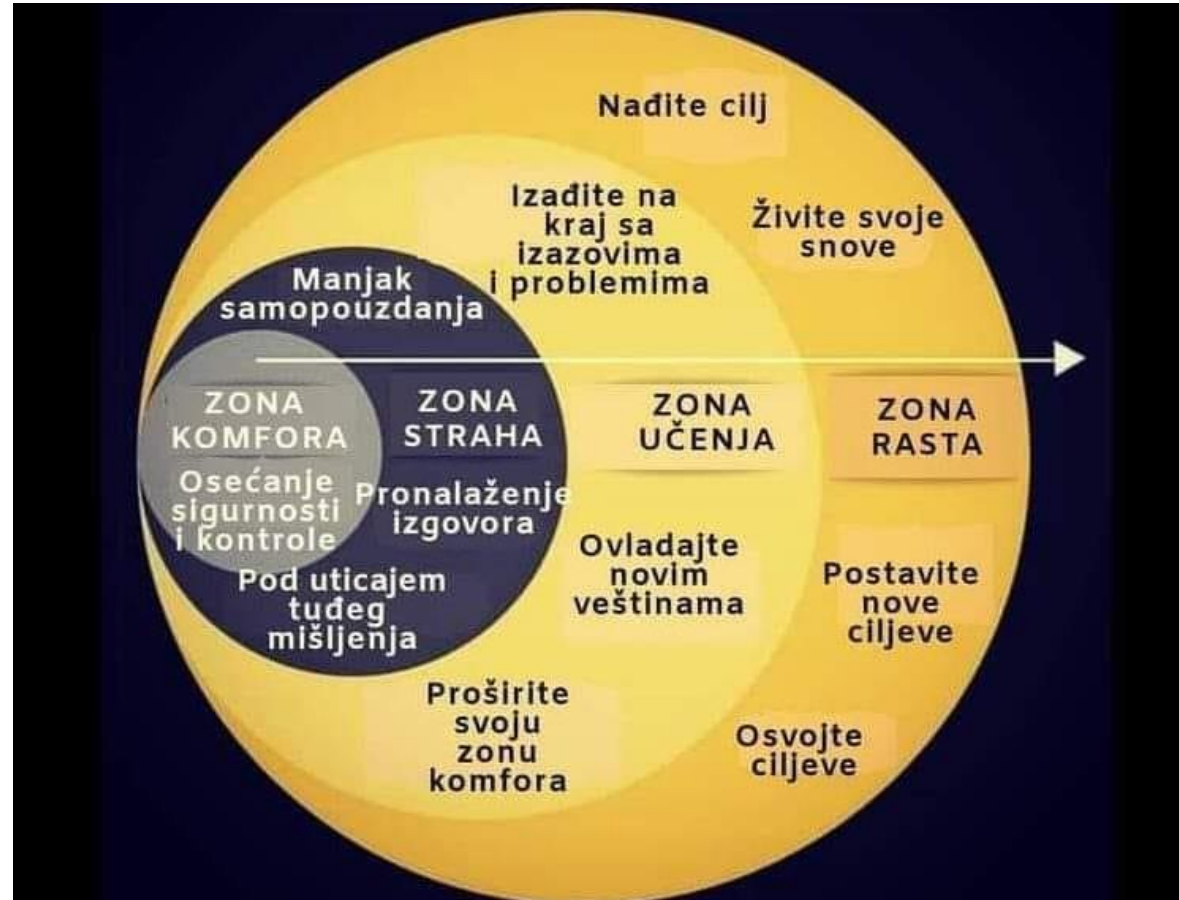 Nađite cilj
Izađite na
kraj sa
izazovima
i problemima
Živite svoje
snove
Manjak
samopouzdanja
ZONA
KOMFORA
Osećanje
sigurnosti
i kontrole
ZONA
STRAHA
Pronalaženje
izgovora
Pod uticajem
tuđeg
mišljenja
ZONA
UČENJA
Ovladajte
novim
veštinama
Proširite
svoju
zonu
komfora
ZONA
RASTA
Postavite
nove
ciljeve
Osvojte
ciljeve